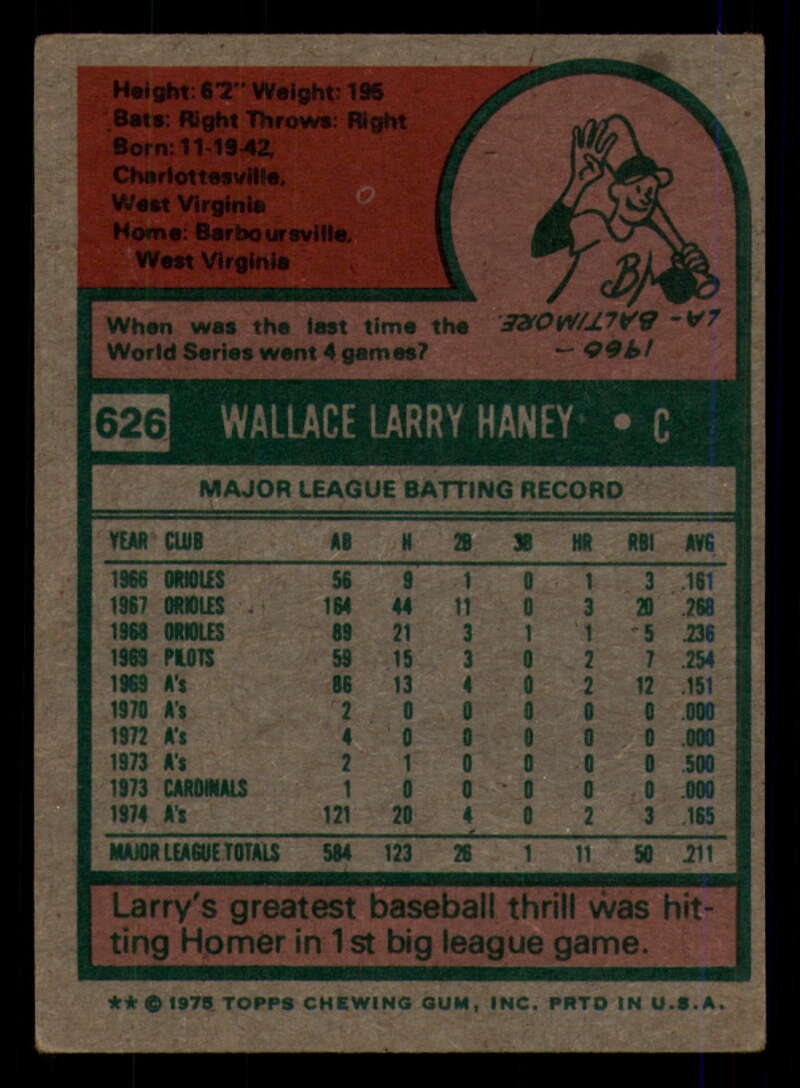 Height: 6'2" Weight: 195
Bats: Right Throws: Right
Born: 11-19-42,
Charlottesville,
West Virginia
Home: Barboursville,
West Virginia
B
When was the last time the
World Series went 4 games?
1966 -
LA - BALTIMORE.
626 WALLACE LARRY HANEY • C
MAJOR LEAGUE BATTING RECORD
YEAR CLUB AB H 2B 3B HR RBI AVG
1966 ORIOLES 56 9 1 0 1 3 .161
1967 ORIOLES 164 44 11 0 3 20 .268
1968 ORIOLES 89 21 3 1 1 5 .236
1969 PILOTS 59 15 3 0 2 7 .254
1969 A's 86 13 4 0 2 12 .151
1970 A's 2 0 0 0 0 0 .000
1972 A's 4 0 0 0 0 0 .000
1973 A's 2 1 0 0 0 0 .500
1973 CARDINALS 1 0 0 0 0 0 .000
1974 A's 121 20 4 0 2 3 .165
MAJOR LEAGUE TOTALS 584 123 26 1 11 50 .211
Larry's greatest baseball thrill was hit-
ting Homer in 1st big league game.
** © 1975 TOPPS CHEWING GUM, INC. PRTD IN U.S.A.